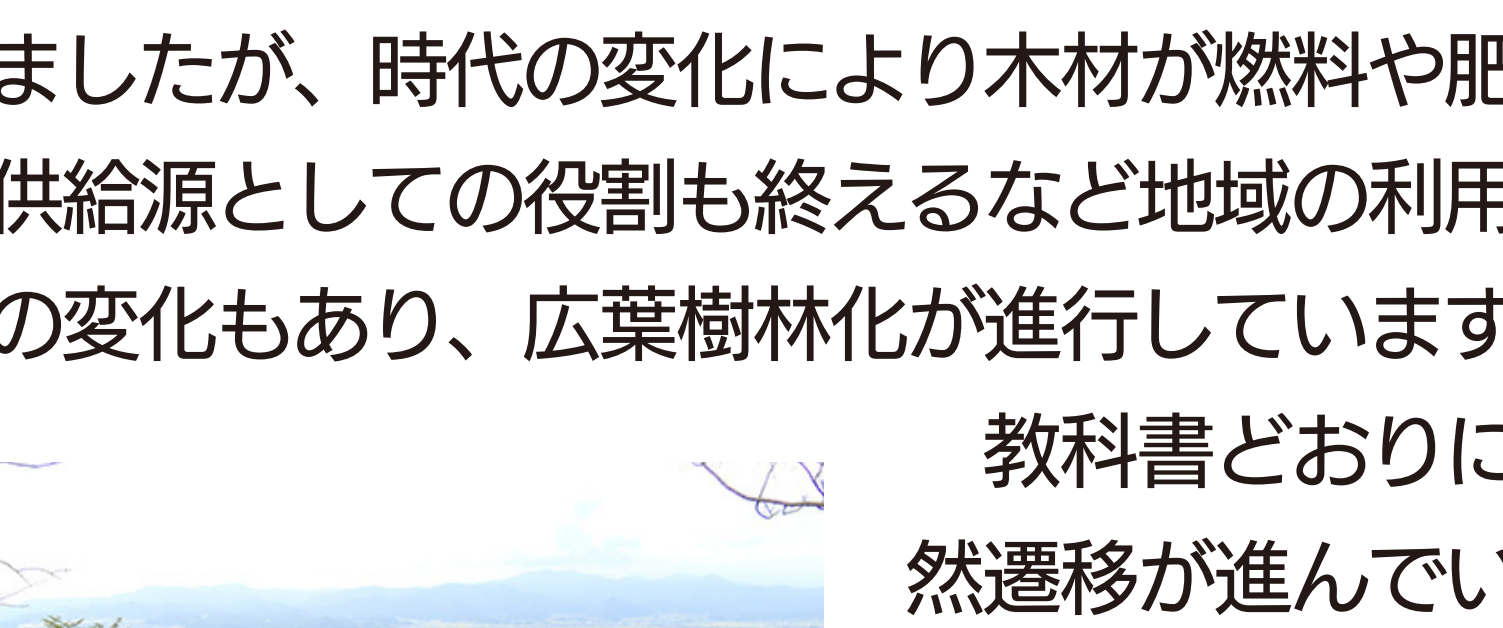 ましたが、時代の変化により木材が燃料や肥
供給源としての役割も終えるなど地域の利用
の変化もあり、広葉樹林化が進行しています
教科書どおりに
然遷移が進んでい